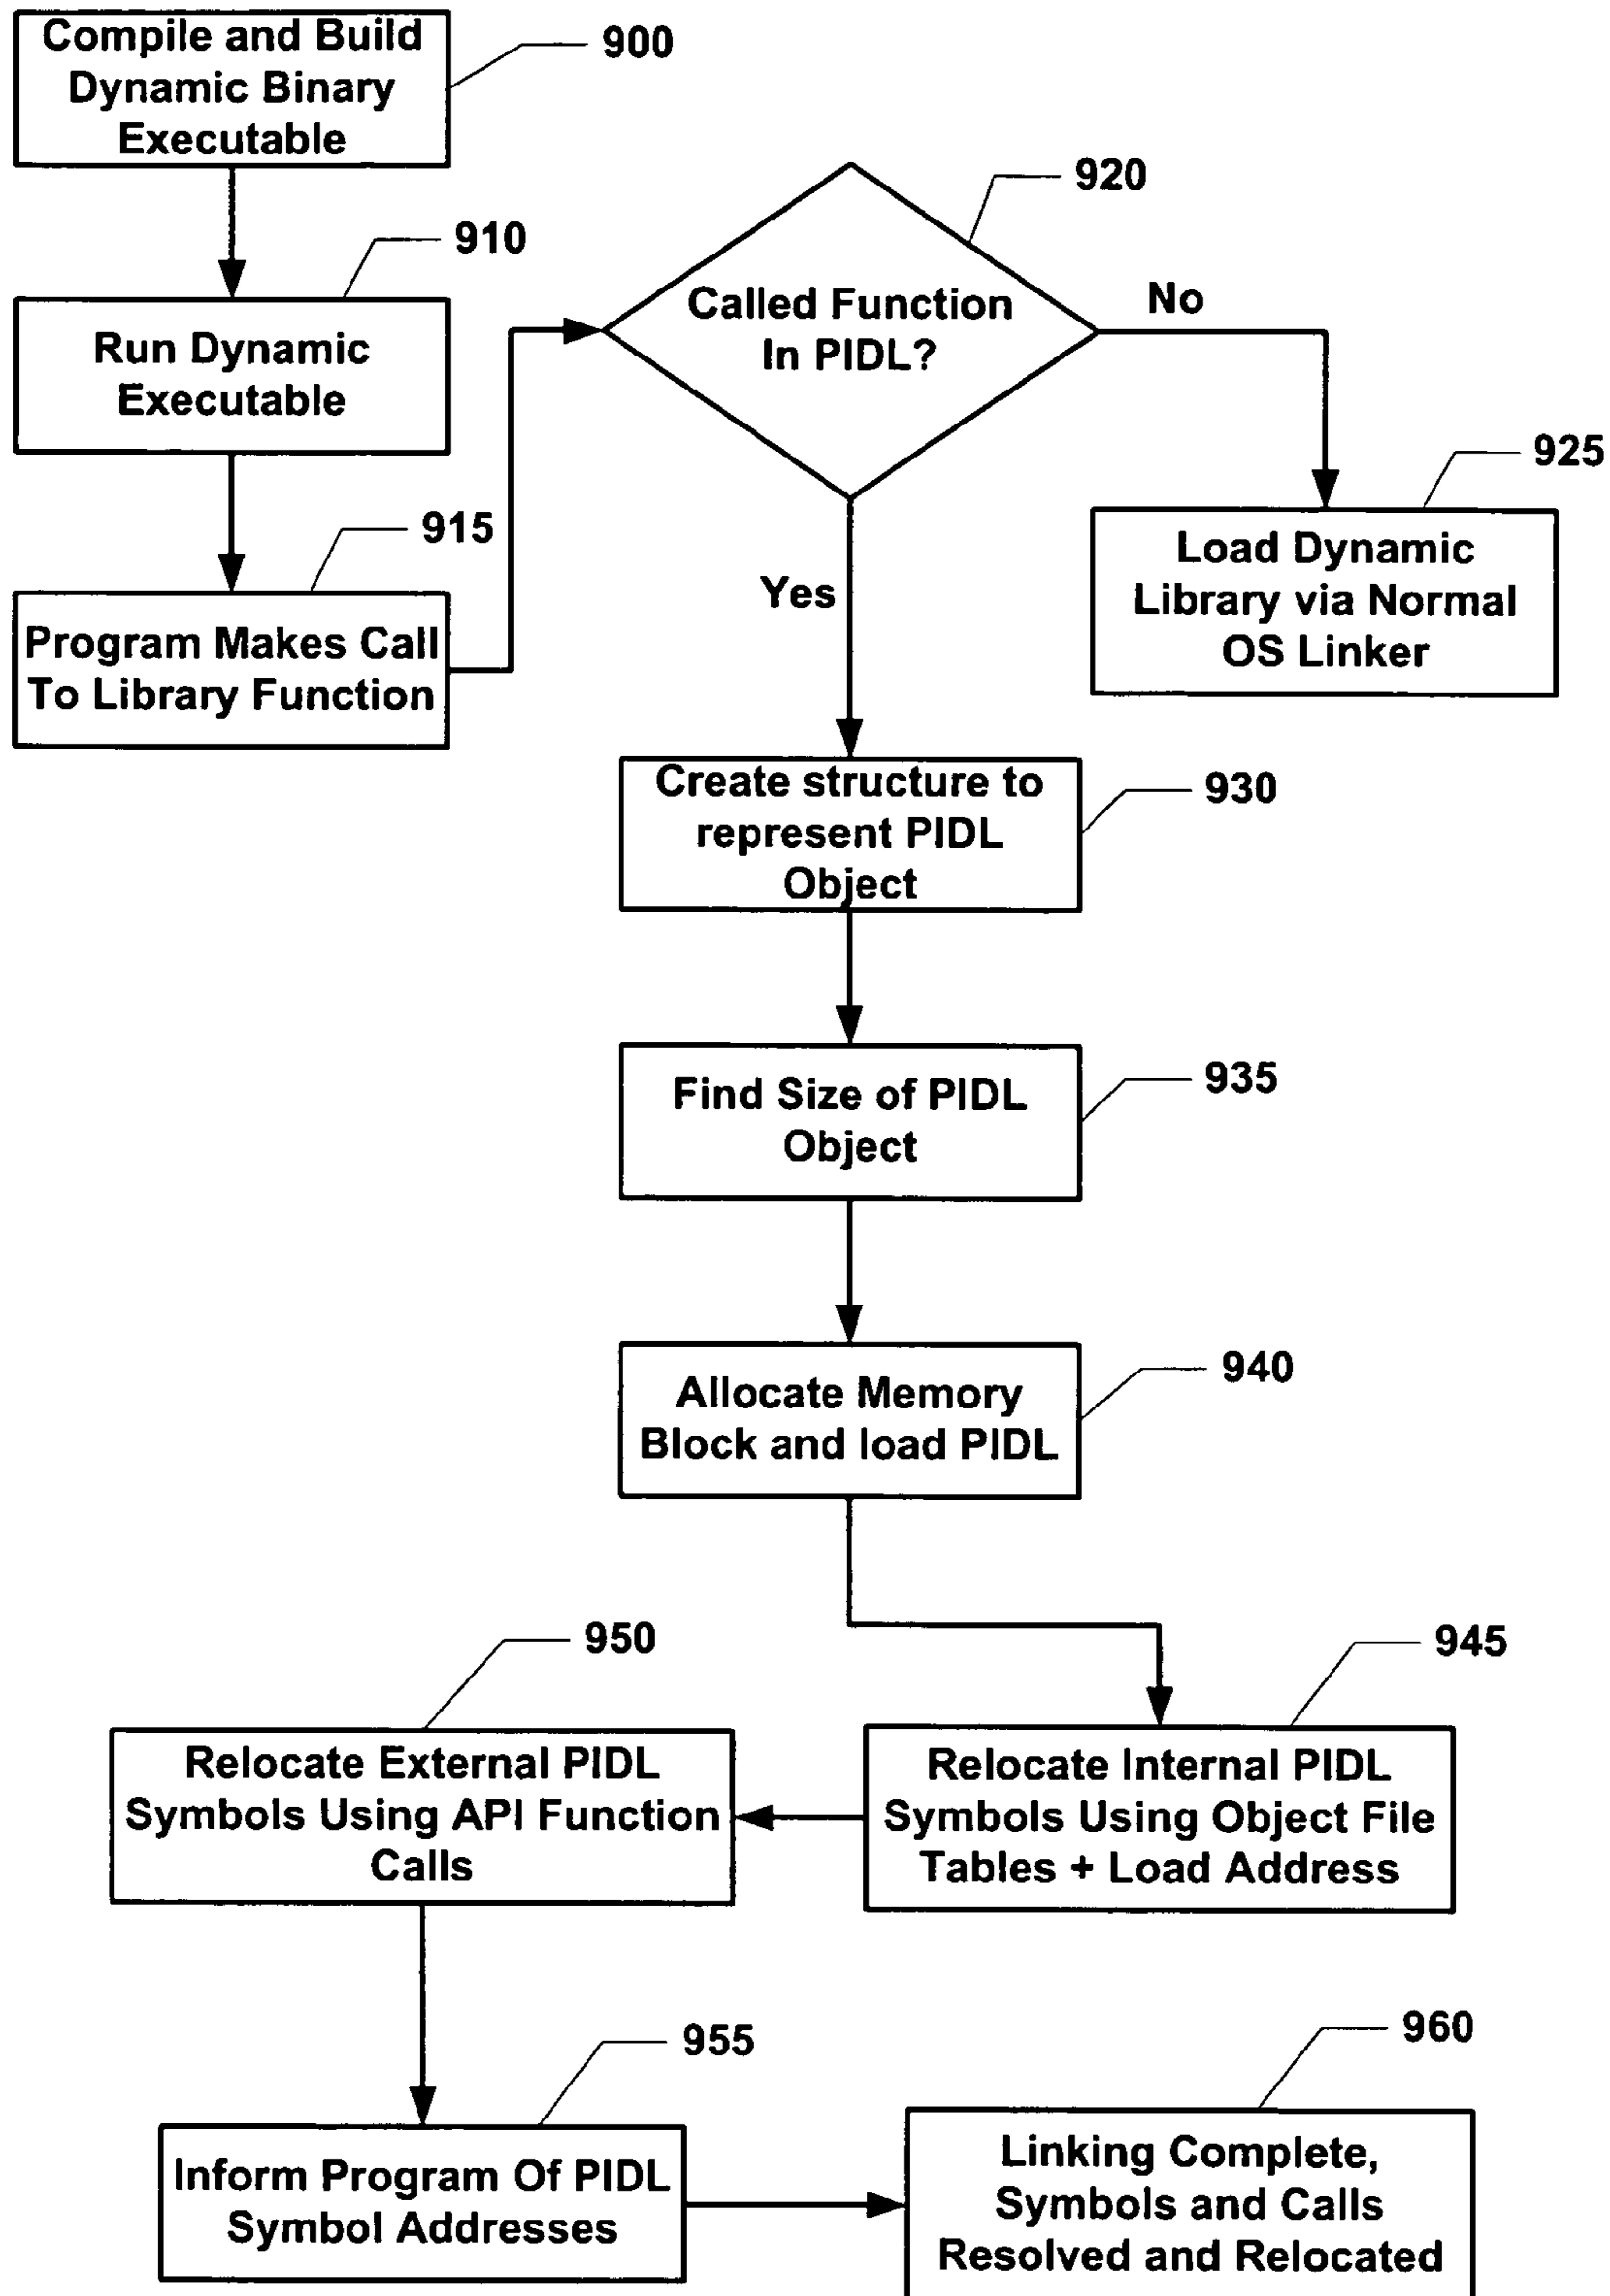 Compile and Build
Dynamic Binary
Executable
900
Run Dynamic
Executable
910
Program Makes Call
To Library Function
915
Called Function
In PIDL?
920
No
Yes
Load Dynamic
Library via Normal
OS Linker
925
Create structure to
represent PIDL
Object
930
Find Size of PIDL
Object
935
Allocate Memory
Block and load PIDL
940
Relocate Internal PIDL
Symbols Using Object File
Tables + Load Address
945
Relocate External PIDL
Symbols Using API Function
Calls
950
Inform Program Of PIDL
Symbol Addresses
955
Linking Complete,
Symbols and Calls
Resolved and Relocated
960